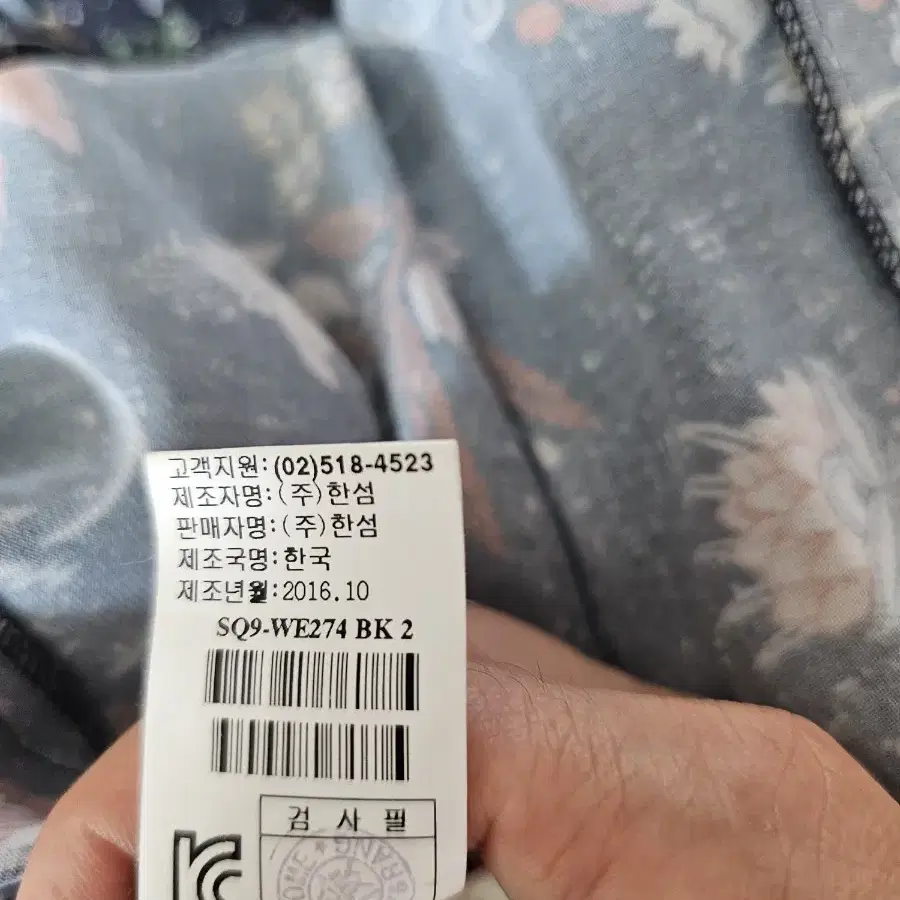 고객지원: (02)518-4523
제조자명: (주)한섬
판매자명: (주)한섬
제조국명: 한국
제조년월: 2016.10
SQ9-WE274 BK 2
검 사 필